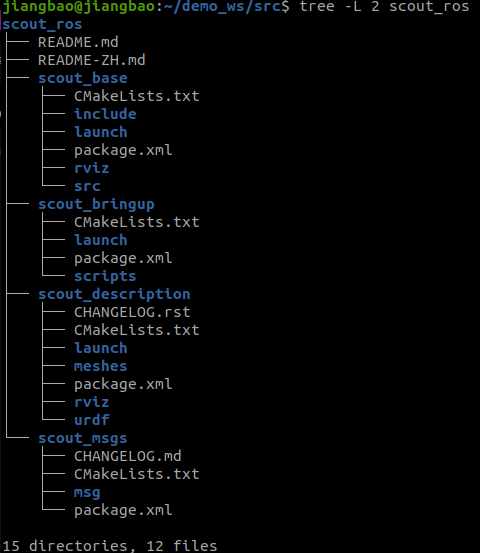 jiangbao@jiangbao:~/demo_ws/src$ tree -L 2 scout_ros
scout_ros
├── README.md
├── README-ZH.md
├── scout_base
│   ├── CMakeLists.txt
│   ├── include
│   ├── launch
│   ├── package.xml
│   ├── rviz
│   └── src
├── scout_bringup
│   ├── CMakeLists.txt
│   ├── launch
│   ├── package.xml
│   └── scripts
├── scout_description
│   ├── CHANGELOG.rst
│   ├── CMakeLists.txt
│   ├── launch
│   ├── meshes
│   ├── package.xml
│   ├── rviz
│   └── urdf
└── scout_msgs
    ├── CHANGELOG.md
    ├── CMakeLists.txt
    ├── msg
    └── package.xml

15 directories, 12 files